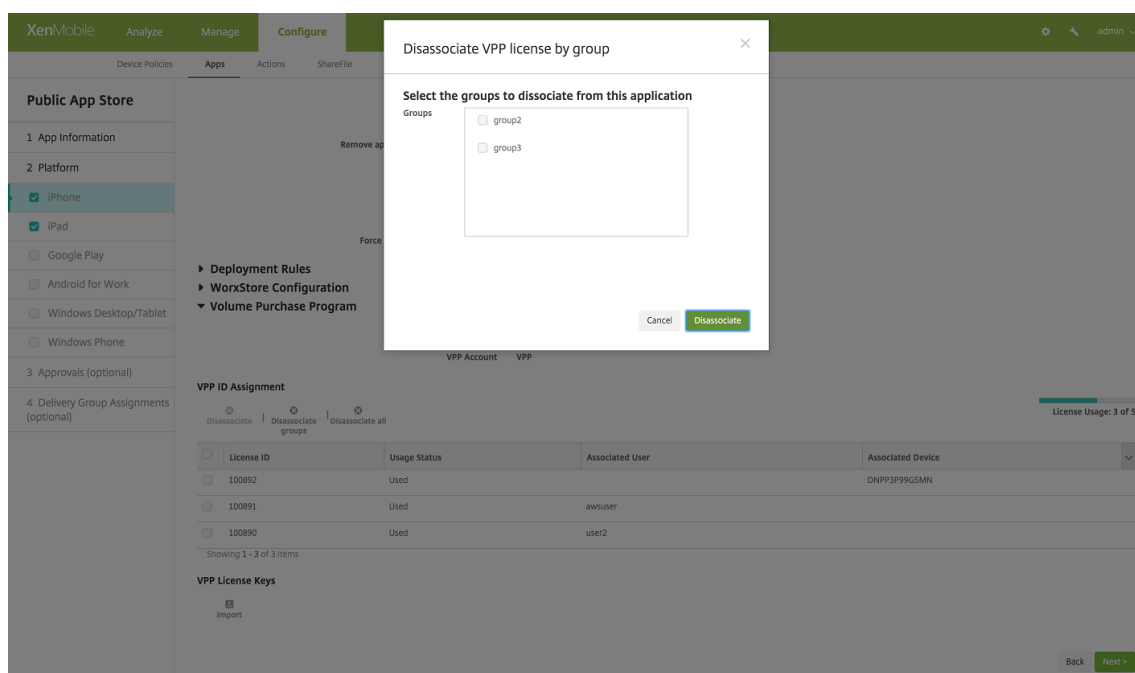 XenMobile Analyze Manage Configure admin
Device Policies Apps Actions ShareFile
Disassociate VPP license by group
Select the groups to dissociate from this application
Groups
group2
group3
Cancel Disassociate
Public App Store
1 App Information
2 Platform
iPhone
iPad
Google Play
Android for Work
Windows Desktop/Tablet
Windows Phone
3 Approvals (optional)
4 Delivery Group Assignments
(optional)
Remove ap
Force
Deployment Rules
WorxStore Configuration
Volume Purchase Program
VPP Account VPP
VPP ID Assignment
Disassociate | Disassociate groups | Disassociate all
License Usage: 3 of 5
License ID Usage Status Associated User Associated Device
100892 Used DNPP3P99G5MN
100891 Used awsuser
100890 Used user2
Showing 1 - 3 of 3 items
VPP License Keys
Import
Back Next >